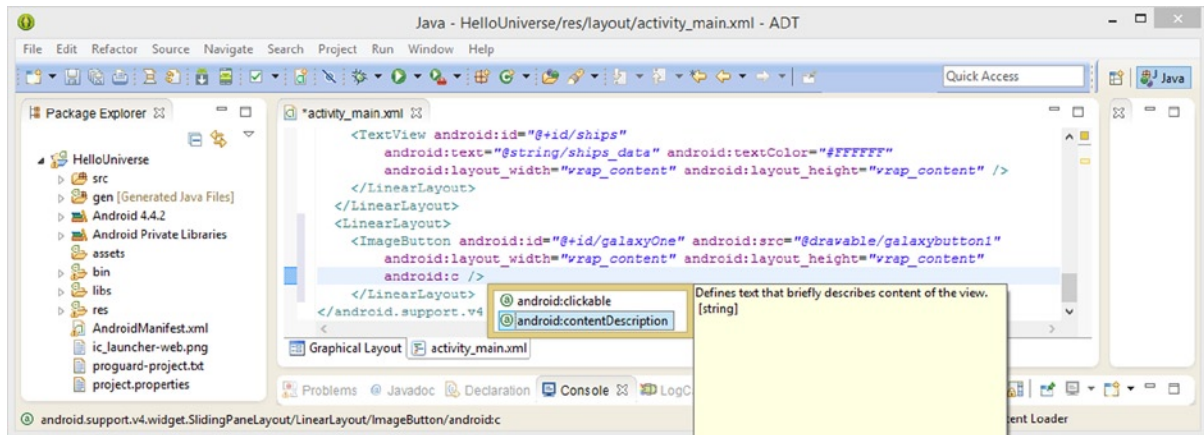 Java - HelloUniverse/res/layout/activity_main.xml - ADT
File Edit Refactor Source Navigate Search Project Run Window Help
Quick Access
Java
Package Explorer
*activity_main.xml
HelloUniverse
src
gen [Generated Java Files]
Android 4.4.2
Android Private Libraries
assets
bin
libs
res
AndroidManifest.xml
ic_launcher-web.png
proguard-project.txt
project.properties
<TextView android:id="@+id/ships"
android:text="@string/ships_data" android:textColor="#FFFFFF"
android:layout_width="wrap_content" android:layout_height="wrap_content" />
</LinearLayout>
</LinearLayout>
<LinearLayout>
<ImageButton android:id="@+id/galaxyOne" android:src="@dravable/galaxybutton1"
android:layout_width="wrap_content" android:layout_height="wrap_content"
android:c />
</LinearLayout>
</android.support.v4
android:clickable
android:contentDescription
Defines text that briefly describes content of the view.
[string]
Graphical Layout activity_main.xml
Problems Javadoc Declaration Console LogC
android.support.v4.widget.SlidingPaneLayout/LinearLayout/ImageButton/android:c
ent Loader